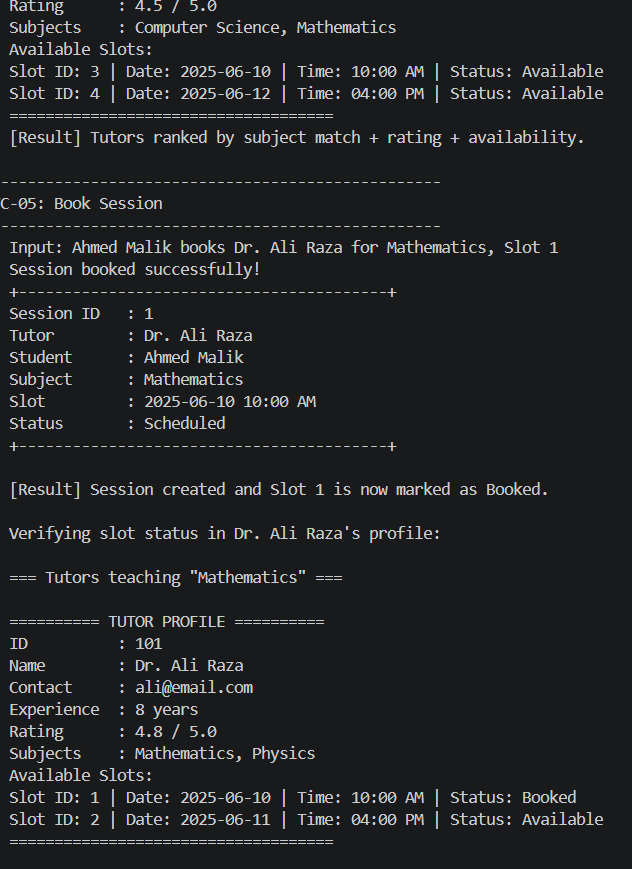 Rating      : 4.5 / 5.0
Subjects    : Computer Science, Mathematics
Available Slots:
Slot ID: 3 | Date: 2025-06-10 | Time: 10:00 AM | Status: Available
Slot ID: 4 | Date: 2025-06-12 | Time: 04:00 PM | Status: Available
====================================
[Result] Tutors ranked by subject match + rating + availability.
-------------------------------------------------
C-05: Book Session
-------------------------------------------------
Input: Ahmed Malik books Dr. Ali Raza for Mathematics, Slot 1
Session booked successfully!
+-----------------------------------------+
Session ID   : 1
Tutor        : Dr. Ali Raza
Student      : Ahmed Malik
Subject      : Mathematics
Slot         : 2025-06-10 10:00 AM
Status       : Scheduled
+-----------------------------------------+
[Result] Session created and Slot 1 is now marked as Booked.
Verifying slot status in Dr. Ali Raza's profile:
=== Tutors teaching "Mathematics" ===
========== TUTOR PROFILE ==========
ID          : 101
Name        : Dr. Ali Raza
Contact     : ali@email.com
Experience  : 8 years
Rating      : 4.8 / 5.0
Subjects    : Mathematics, Physics
Available Slots:
Slot ID: 1 | Date: 2025-06-10 | Time: 10:00 AM | Status: Booked
Slot ID: 2 | Date: 2025-06-11 | Time: 04:00 PM | Status: Available
====================================